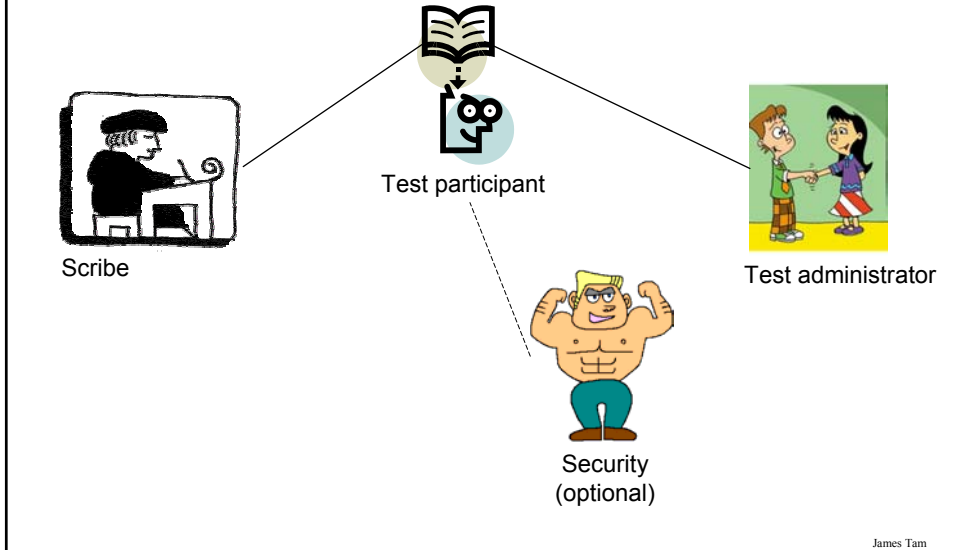 Test participant
Scribe
Test administrator
Security
(optional)
James Tam